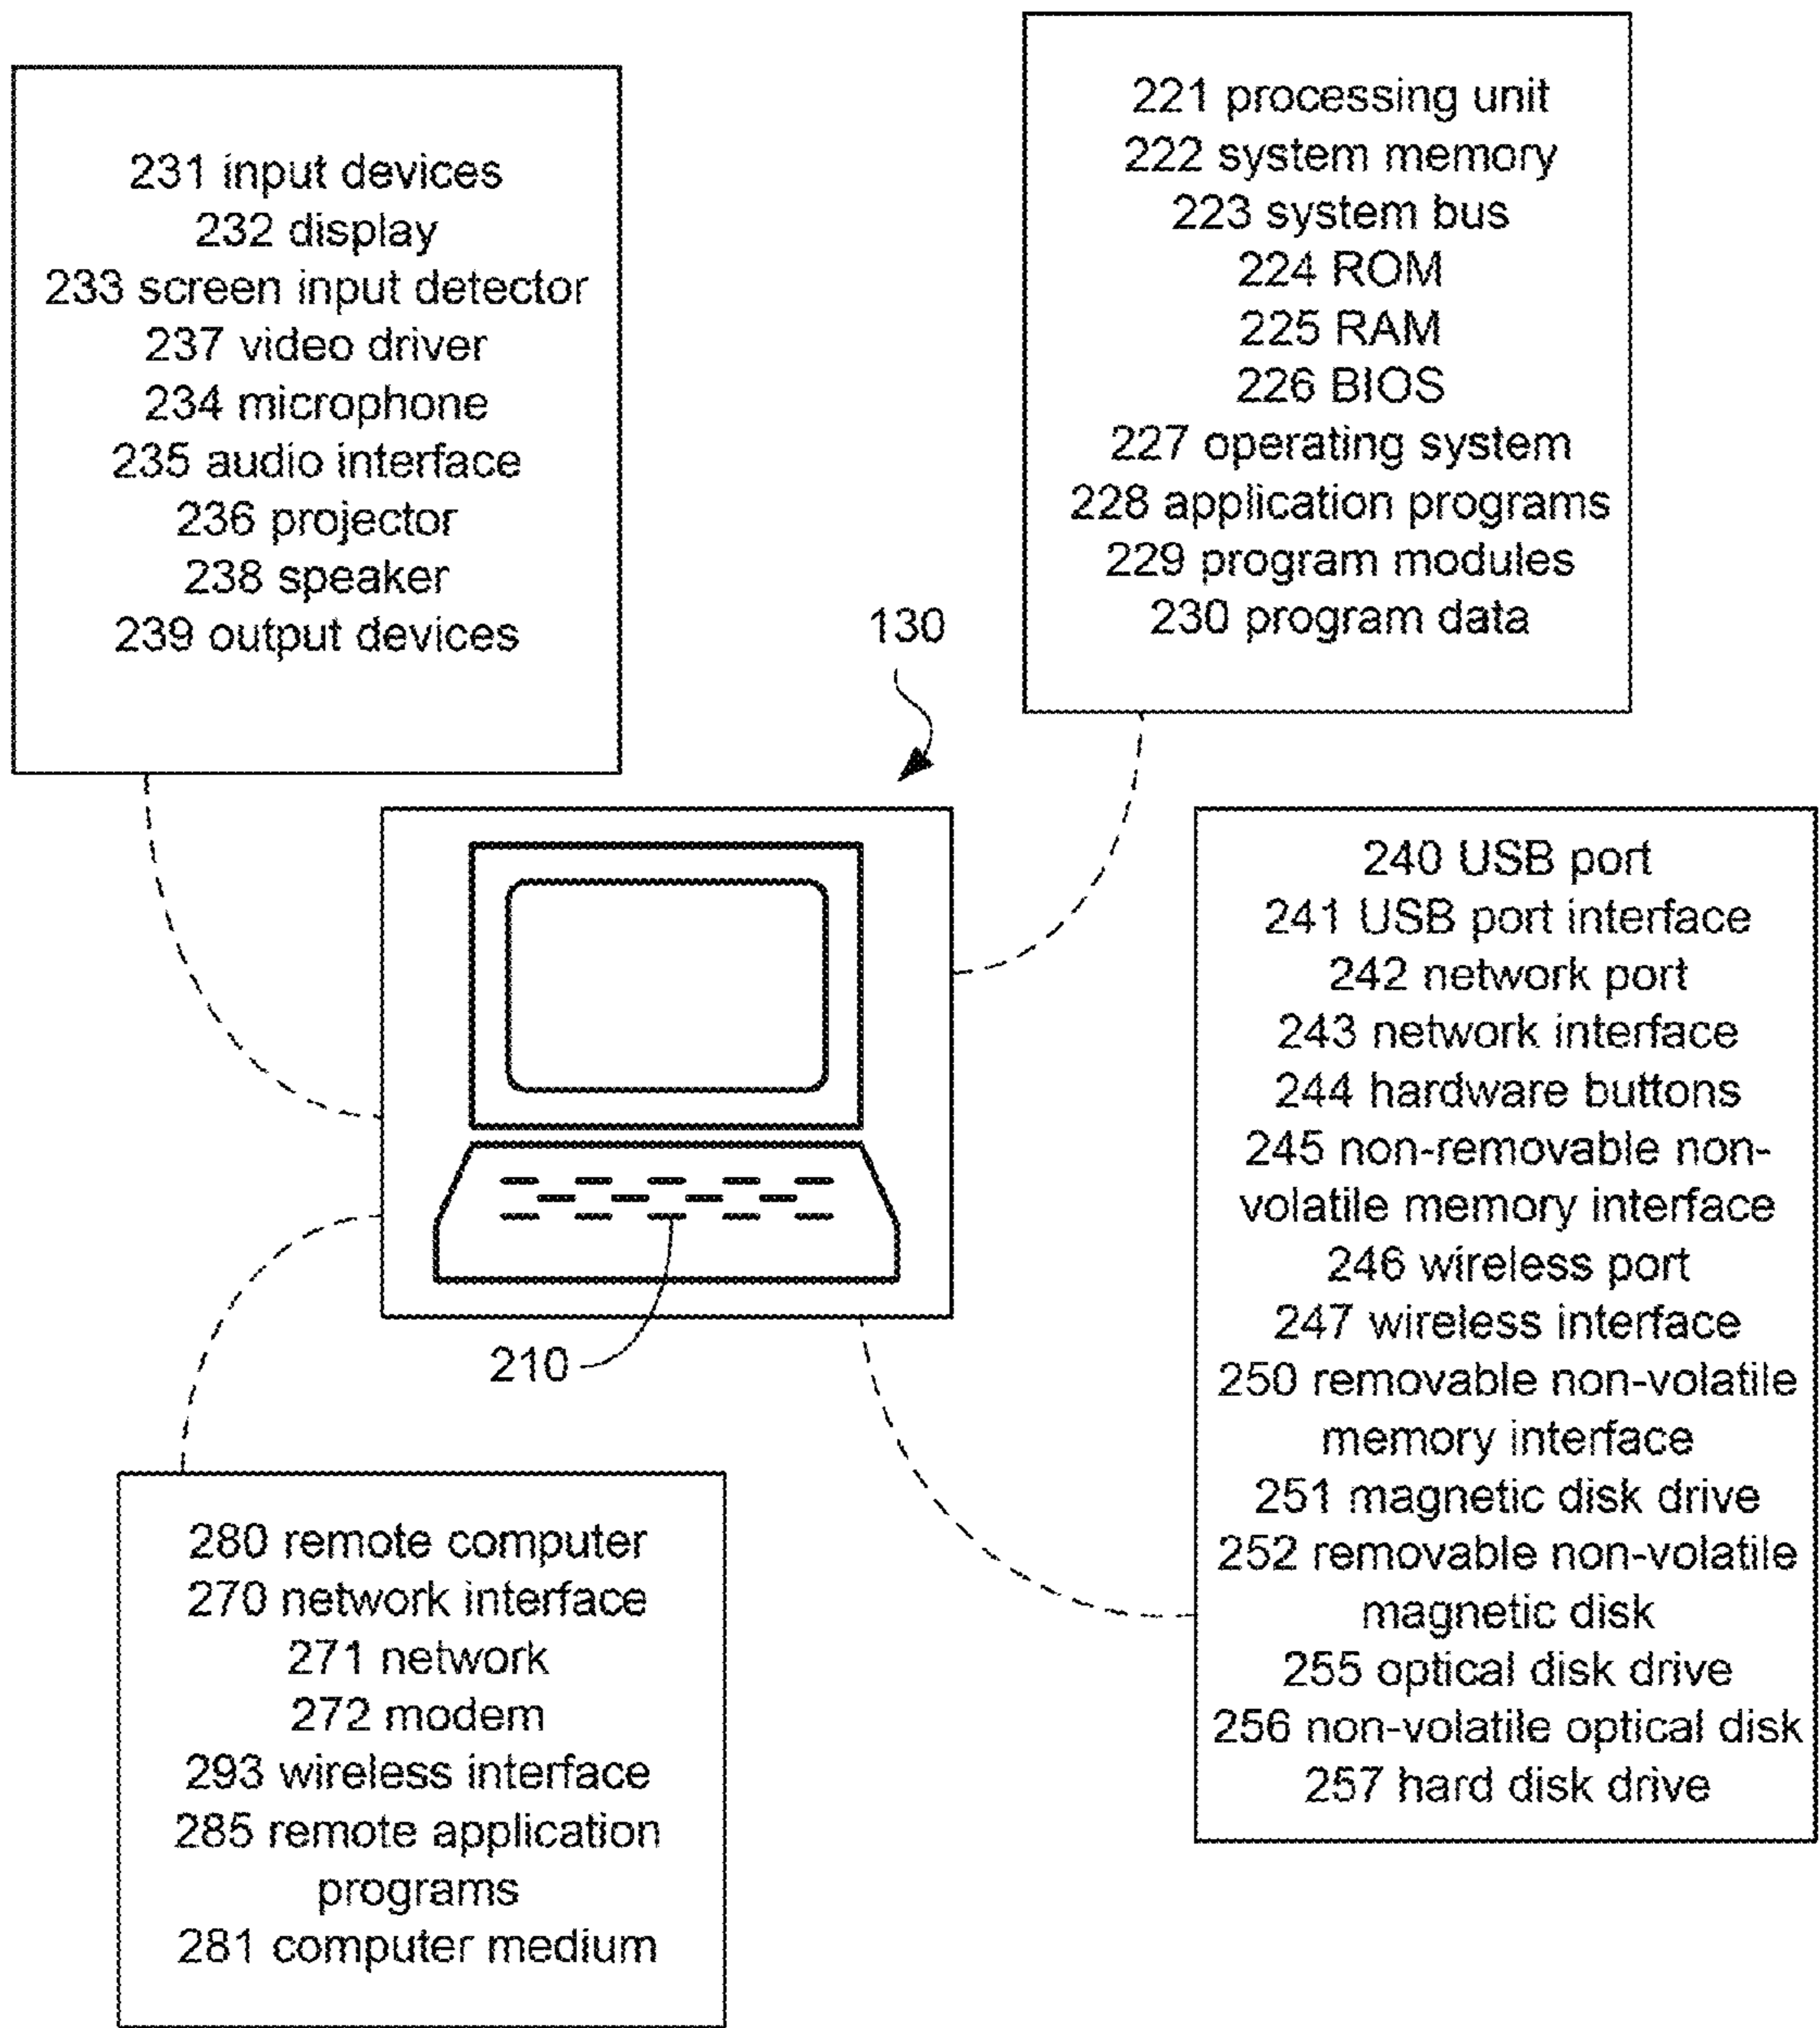 231 input devices
232 display
233 screen input detector
237 video driver
234 microphone
235 audio interface
236 projector
238 speaker
239 output devices
221 processing unit
222 system memory
223 system bus
224 ROM
225 RAM
226 BIOS
227 operating system
228 application programs
229 program modules
230 program data
130
240 USB port
241 USB port interface
242 network port
243 network interface
244 hardware buttons
245 non-removable non-
volatile memory interface
246 wireless port
247 wireless interface
250 removable non-volatile
memory interface
251 magnetic disk drive
252 removable non-volatile
magnetic disk
255 optical disk drive
256 non-volatile optical disk
257 hard disk drive
210
280 remote computer
270 network interface
271 network
272 modem
293 wireless interface
285 remote application
programs
281 computer medium